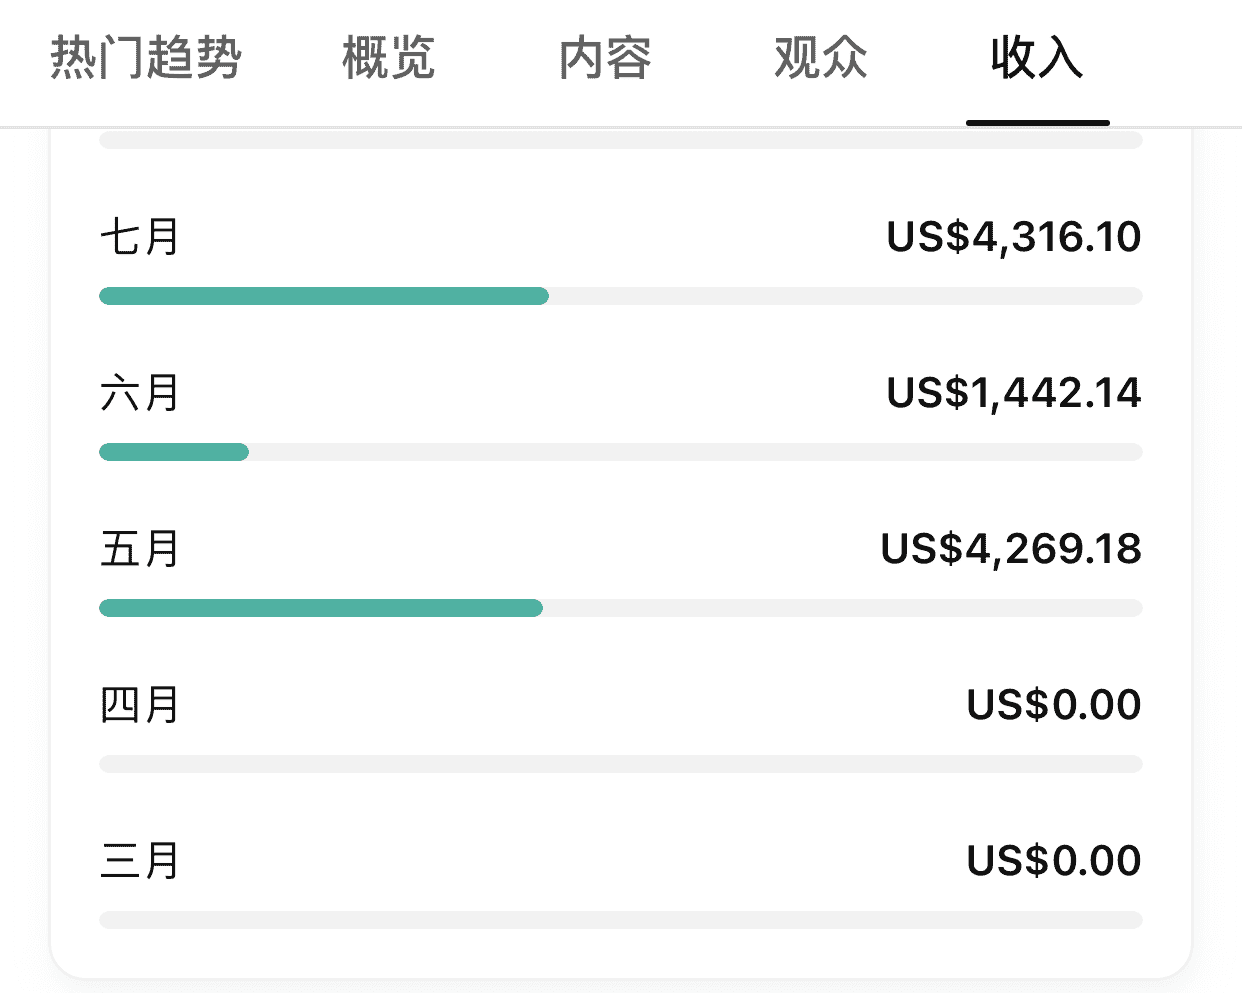 热门趋势 概览 内容 观众 收入
七月 US$4,316.10
六月 US$1,442.14
五月 US$4,269.18
四月 US$0.00
三月 US$0.00